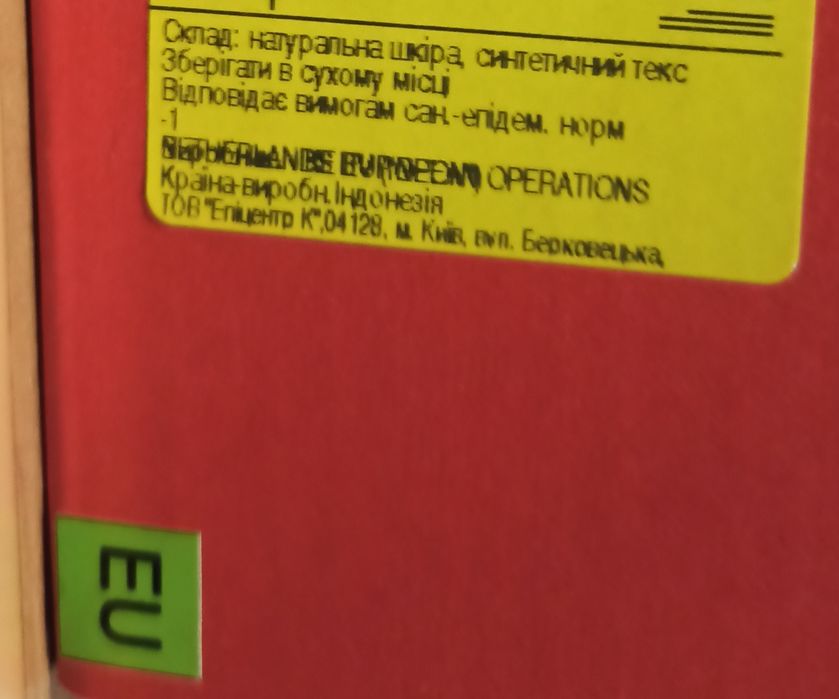 Склад: натуральна шкіра, синтетичний текс
Зберігати в сухому місці
Відповідає вимогам сан.-епідем. норм
-1
OPERATIONS
Країна-виробн.Індонезія
ТОВ "Епіцентр К",04128, м. Київ, вул. Берковецька,
EU